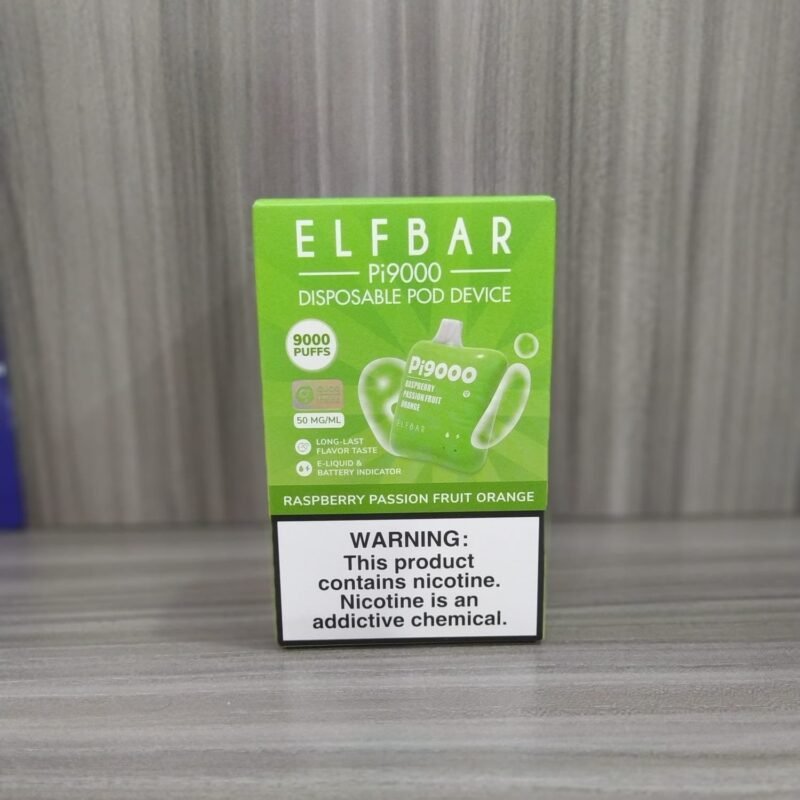 ELFBAR
Pi9000
DISPOSABLE POD DEVICE
9000
PUFFS
50 MG/ML
LONG-LAST
FLAVOR TASTE
E-LIQUID &
BATTERY INDICATOR
Pi9000
RASPBERRY
PASSION FRUIT
ORANGE
ELFBAR
RASPBERRY PASSION FRUIT ORANGE
WARNING:
This product
contains nicotine.
Nicotine is an
addictive chemical.